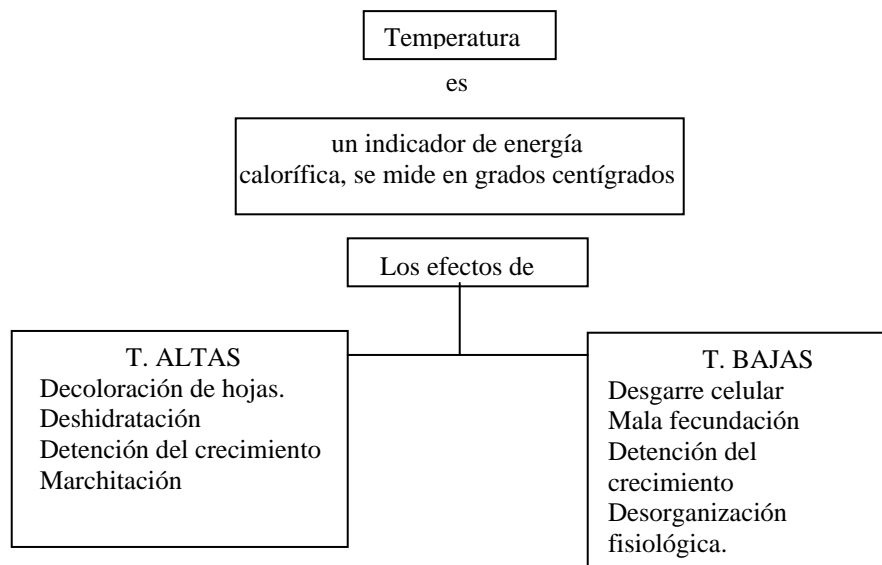 Temperatura
es
un indicador de energía
calorífica, se mide en grados centígrados
Los efectos de
T. ALTAS
Decoloración de hojas.
Deshidratación
Detención del crecimiento
Marchitación
T. BAJAS
Desgarre celular
Mala fecundación
Detención del
crecimiento
Desorganización
fisiológica.